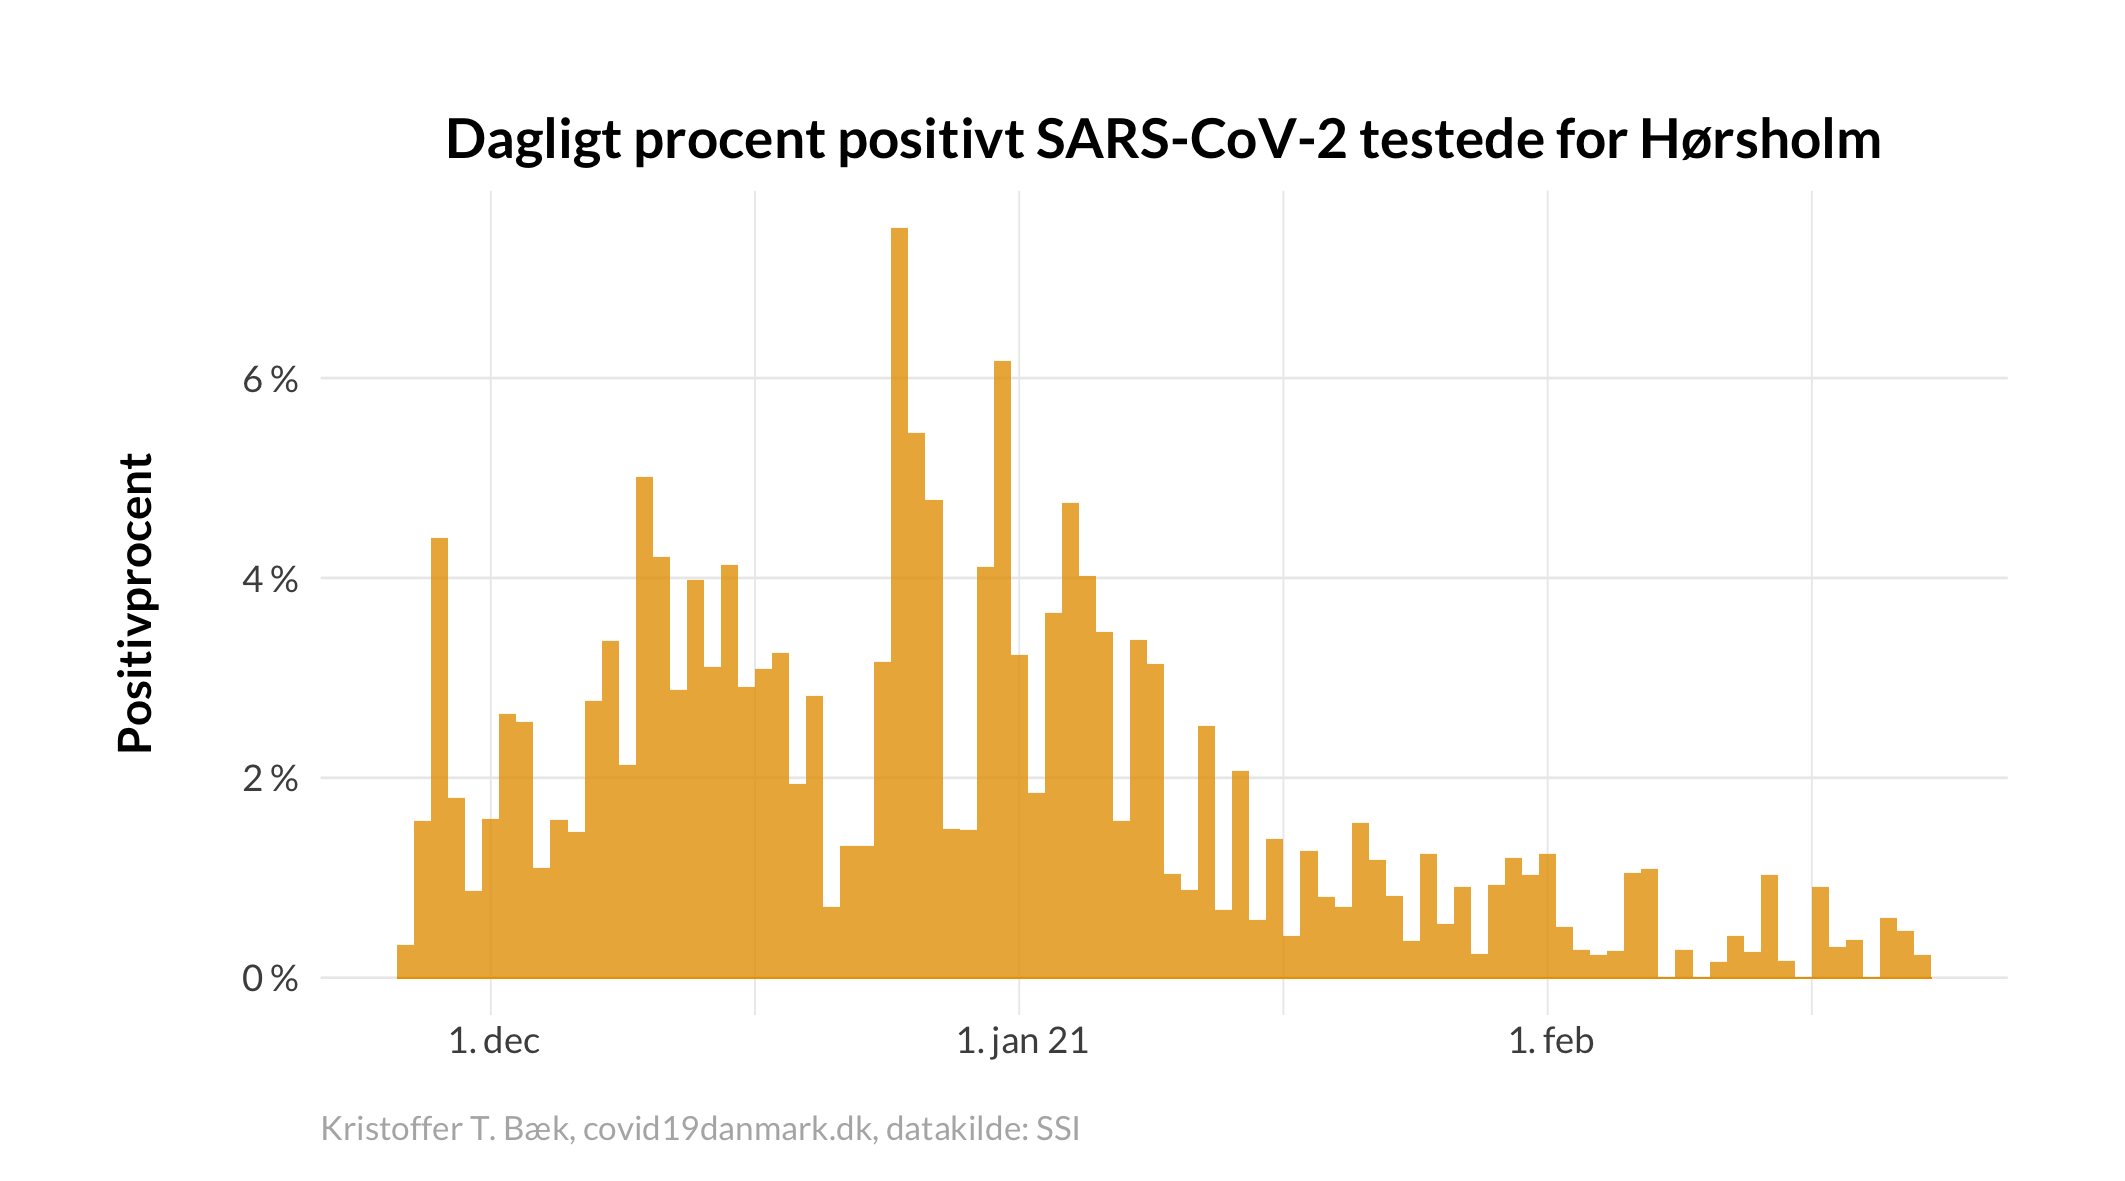 Dagligt procent positivt SARS-CoV-2 testede for Hørsholm
Positivprocent
6 %
4 %
2 %
0 %
1. dec
1. jan 21
1. feb
Kristoffer T. Bæk, covid19danmark.dk, datakilde: SSI